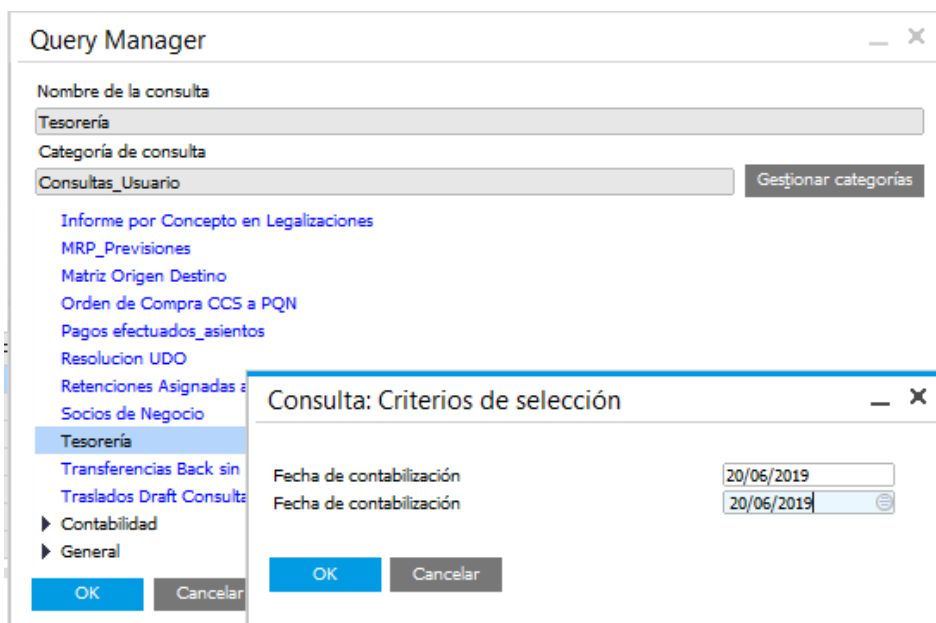 Query Manager
Nombre de la consulta
Tesorería
Categoría de consulta
Consultas_Usuario
Gestionar categorías
Informe por Concepto en Legalizaciones
MRP_Previsiones
Matriz Origen Destino
Orden de Compra CCS a PQN
Pagos efectuados_asientos
Resolucion UDO
Retenciones Asignadas a
Socios de Negocio
Tesorería
Transferencias Back sin
Traslados Draft Consulta
Contabilidad
General
OK
Cancelar
Consulta: Criterios de selección
Fecha de contabilización 20/06/2019
Fecha de contabilización 20/06/2019
OK
Cancelar